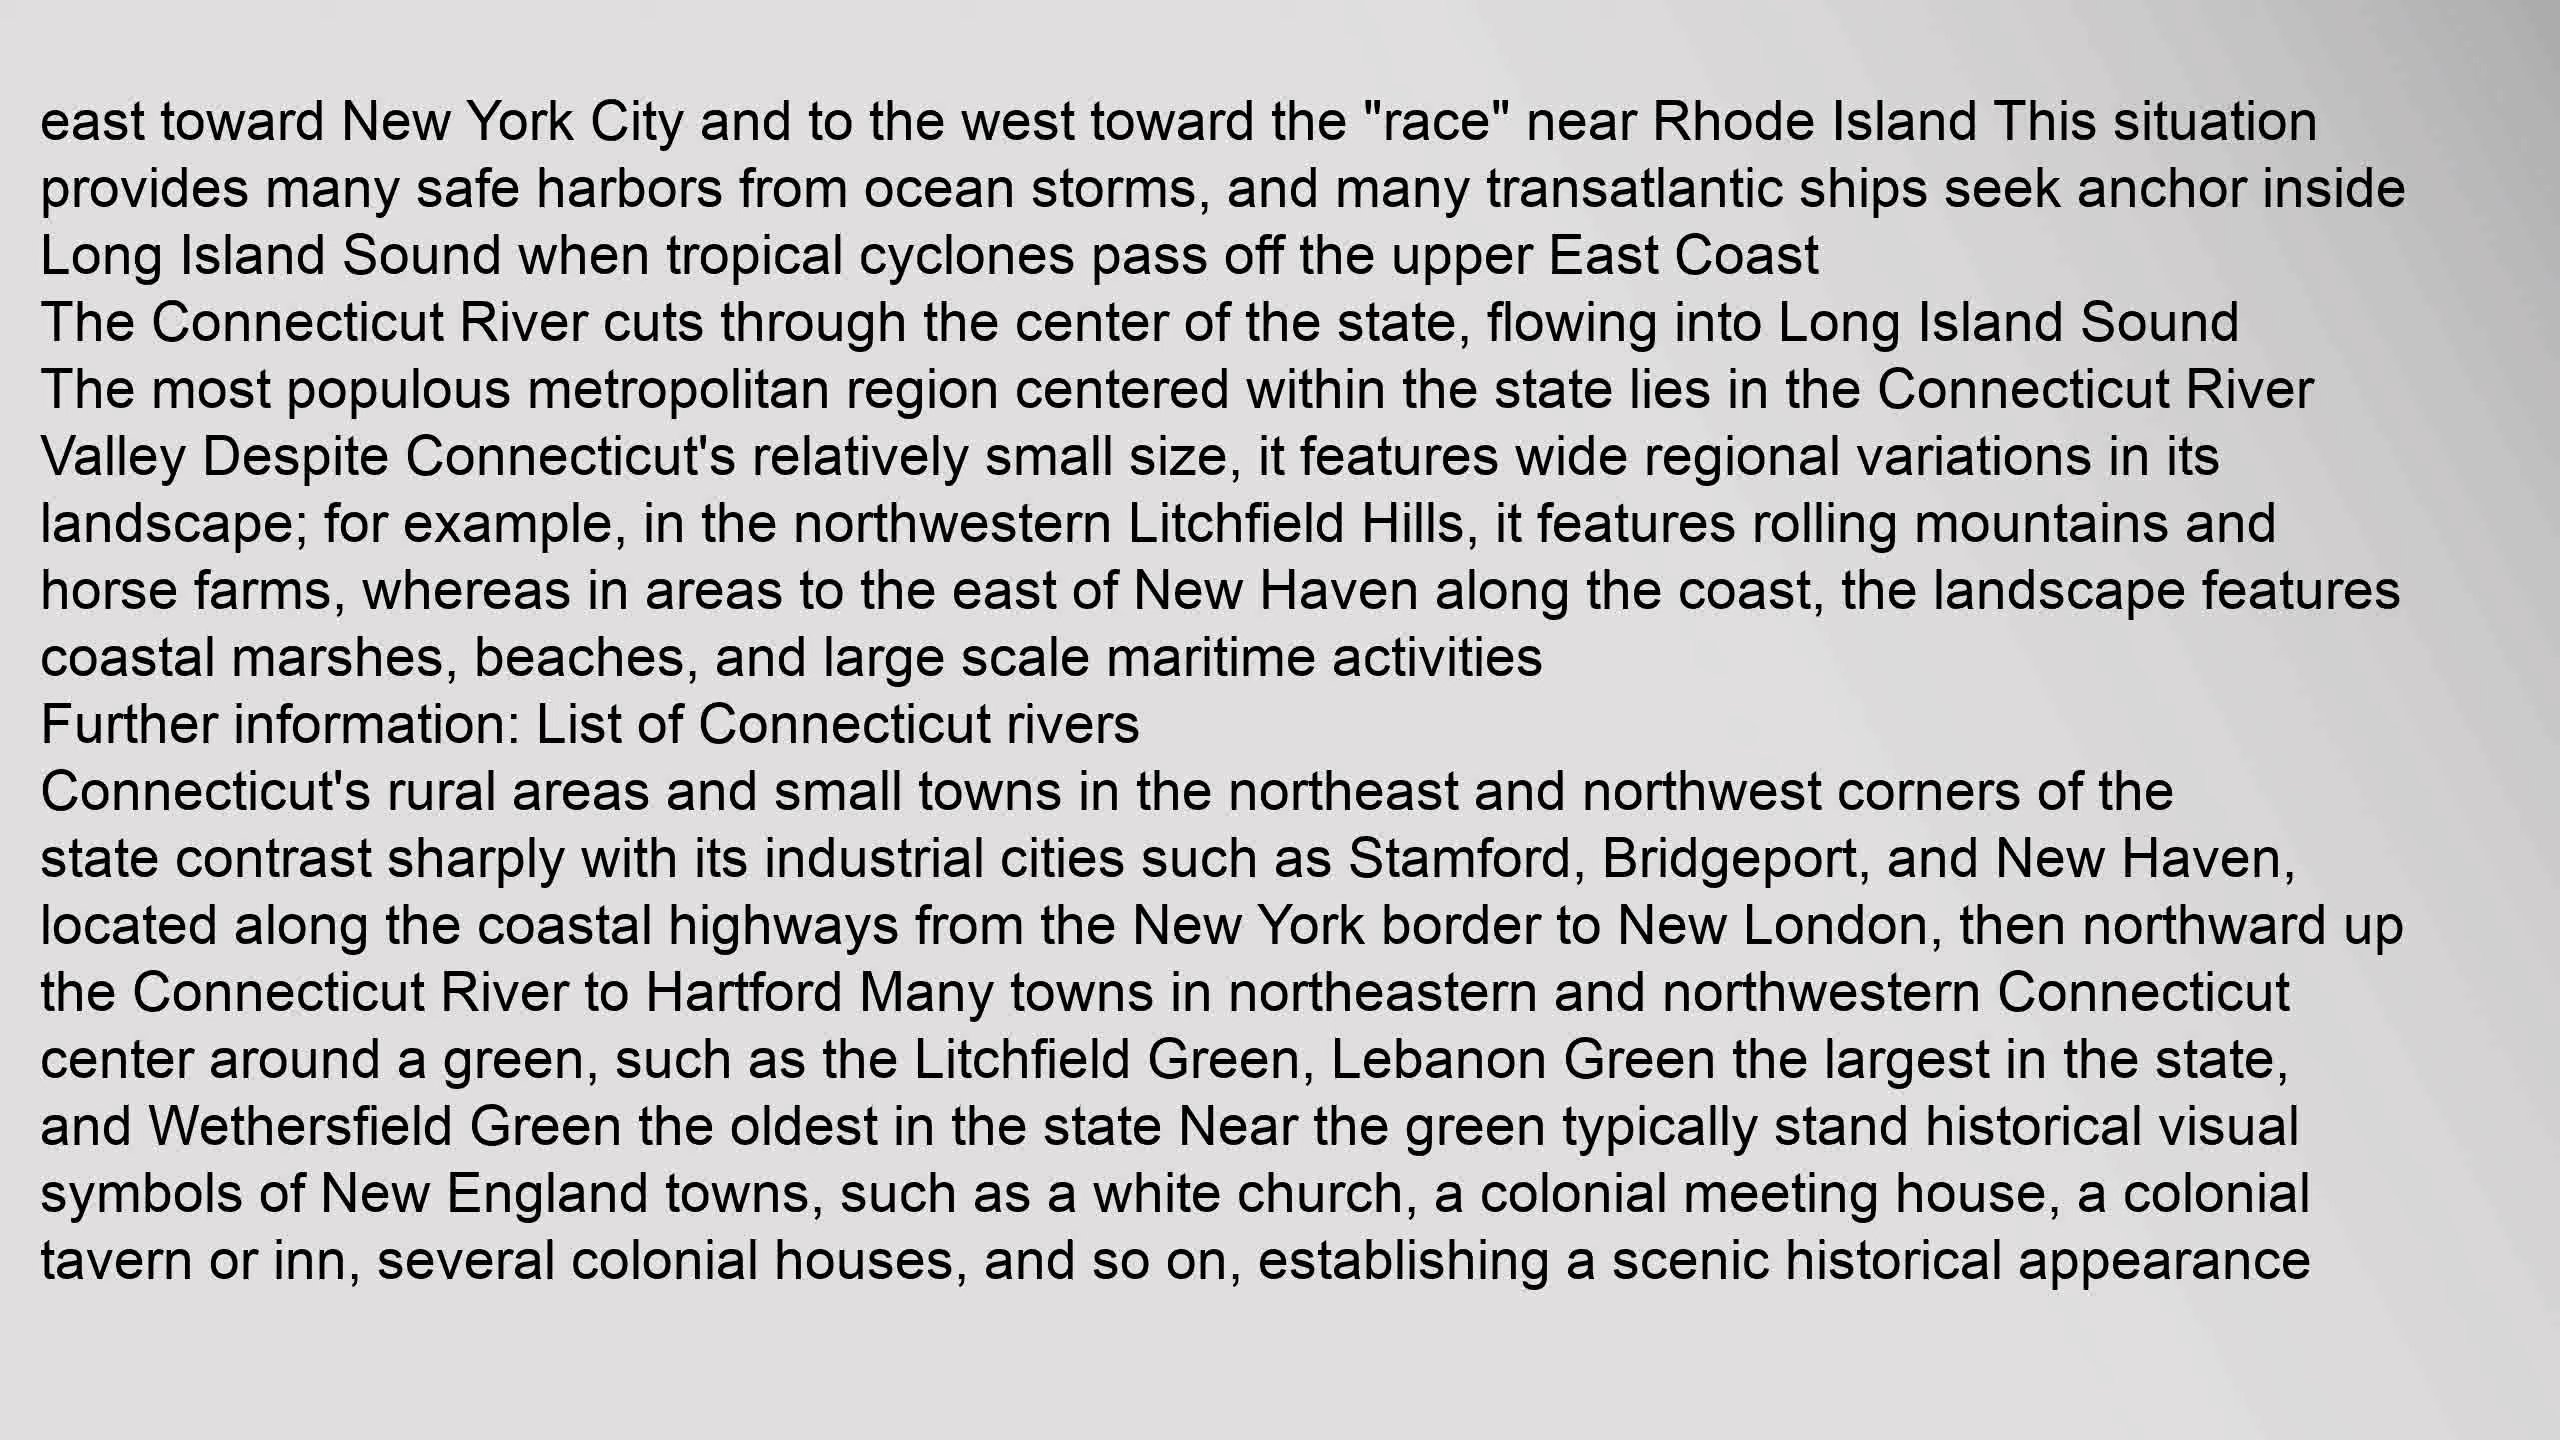 east toward New York City and to the west toward the "race" near Rhode Island This situation
provides many safe harbors from ocean storms, and many transatlantic ships seek anchor inside
Long Island Sound when tropical cyclones pass off the upper East Coast
The Connecticut River cuts through the center of the state, flowing into Long Island Sound
The most populous metropolitan region centered within the state lies in the Connecticut River
Valley Despite Connecticut's relatively small size, it features wide regional variations in its
landscape; for example, in the northwestern Litchfield Hills, it features rolling mountains and
horse farms, whereas in areas to the east of New Haven along the coast, the landscape features
coastal marshes, beaches, and large scale maritime activities
Further information: List of Connecticut rivers
Connecticut's rural areas and small towns in the northeast and northwest corners of the
state contrast sharply with its industrial cities such as Stamford, Bridgeport, and New Haven,
located along the coastal highways from the New York border to New London, then northward up
the Connecticut River to Hartford Many towns in northeastern and northwestern Connecticut
center around a green, such as the Litchfield Green, Lebanon Green the largest in the state,
and Wethersfield Green the oldest in the state Near the green typically stand historical visual
symbols of New England towns, such as a white church, a colonial meeting house, a colonial
tavern or inn, several colonial houses, and so on, establishing a scenic historical appearance